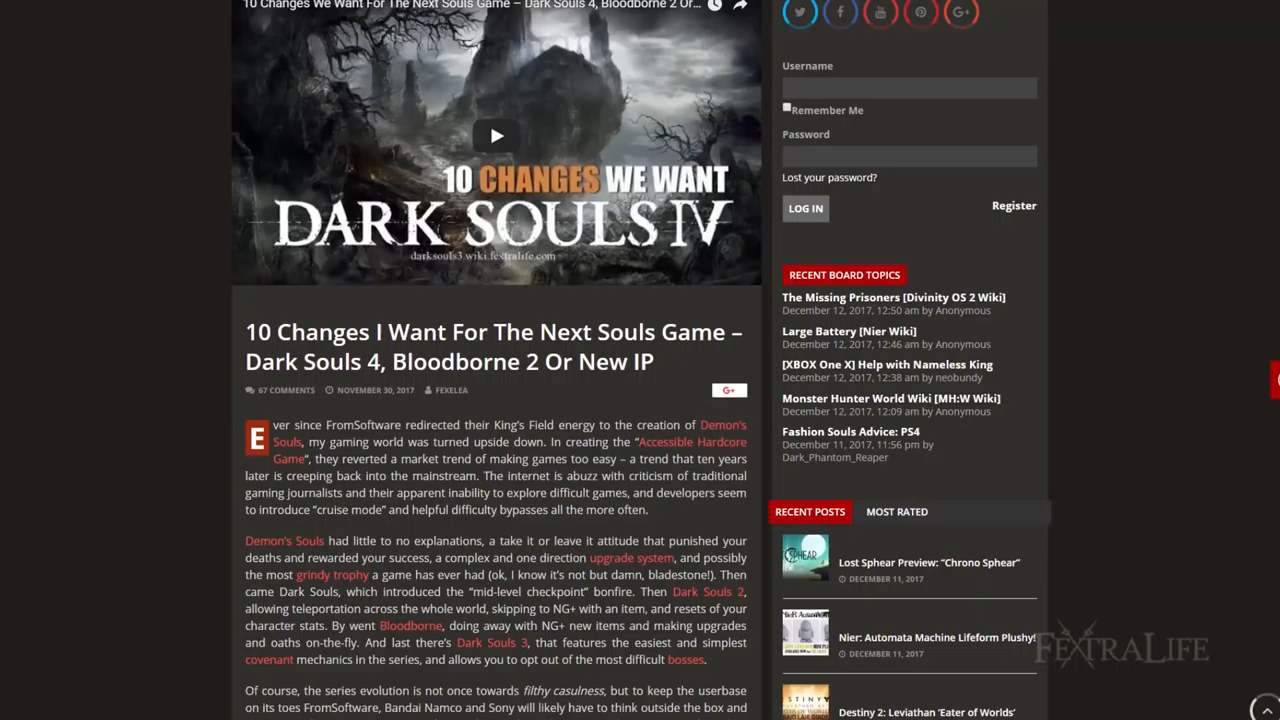 10 Changes We Want For The Next Souls Game – Dark Souls 4, Bloodborne 2 Or...
10 CHANGES WE WANT
DARK SOULS IV
darksouls3.wiki.fextralife.com
10 Changes I Want For The Next Souls Game –
Dark Souls 4, Bloodborne 2 Or New IP
67 COMMENTS NOVEMBER 30, 2017 FEXELEA
G+
Ever since FromSoftware redirected their King's Field energy to the creation of Demon's
Souls, my gaming world was turned upside down. In creating the "Accessible Hardcore
Game", they reverted a market trend of making games too easy – a trend that ten years
later is creeping back into the mainstream. The internet is abuzz with criticism of traditional
gaming journalists and their apparent inability to explore difficult games, and developers seem
to introduce "cruise mode" and helpful difficulty bypasses all the more often.
Demon's Souls had little to no explanations, a take it or leave it attitude that punished your
deaths and rewarded your success, a complex and one direction upgrade system, and possibly
the most grindy trophy a game has ever had (ok, I know it's not but damn, bladestone!). Then
came Dark Souls, which introduced the "mid-level checkpoint" bonfire. Then Dark Souls 2,
allowing teleportation across the whole world, skipping to NG+ with an item, and resets of your
character stats. By went Bloodborne, doing away with NG+ new items and making upgrades
and oaths on-the-fly. And last there's Dark Souls 3, that features the easiest and simplest
covenant mechanics in the series, and allows you to opt out of the most difficult bosses.
Of course, the series evolution is not once towards filthy casulness, but to keep the userbase
on its toes FromSoftware, Bandai Namco and Sony will likely have to think outside the box and
You Tube
G+
Username
Remember Me
Password
Lost your password?
LOG IN
Register
RECENT BOARD TOPICS
The Missing Prisoners [Divinity OS 2 Wiki]
December 12, 2017, 12:50 am by Anonymous
Large Battery [Nier Wiki]
December 12, 2017, 12:46 am by Anonymous
[XBOX One X] Help with Nameless King
December 12, 2017, 12:38 am by neobundy
Monster Hunter World Wiki [MH:W Wiki]
December 12, 2017, 12:09 am by Anonymous
Fashion Souls Advice: PS4
December 11, 2017, 11:56 pm by
Dark_Phantom_Reaper
RECENT POSTS MOST RATED
Lost Sphear Preview: "Chrono Sphear"
DECEMBER 11, 2017
Nier: Automata Machine Lifeform Plushy!
DECEMBER 11, 2017
Destiny 2: Leviathan 'Eater of Worlds'
FEXTRALIFE